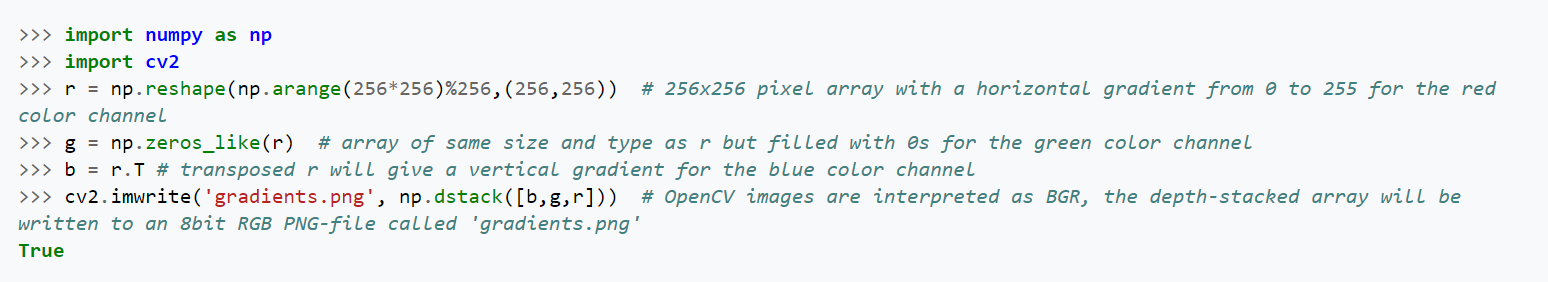 >>> import numpy as np
>>> import cv2
>>> r = np.reshape(np.arange(256*256)%256,(256,256))  # 256x256 pixel array with a horizontal gradient from 0 to 255 for the red
color channel
>>> g = np.zeros_like(r)  # array of same size and type as r but filled with 0s for the green color channel
>>> b = r.T # transposed r will give a vertical gradient for the blue color channel
>>> cv2.imwrite('gradients.png', np.dstack([b,g,r]))  # OpenCV images are interpreted as BGR, the depth-stacked array will be
written to an 8bit RGB PNG-file called 'gradients.png'
True